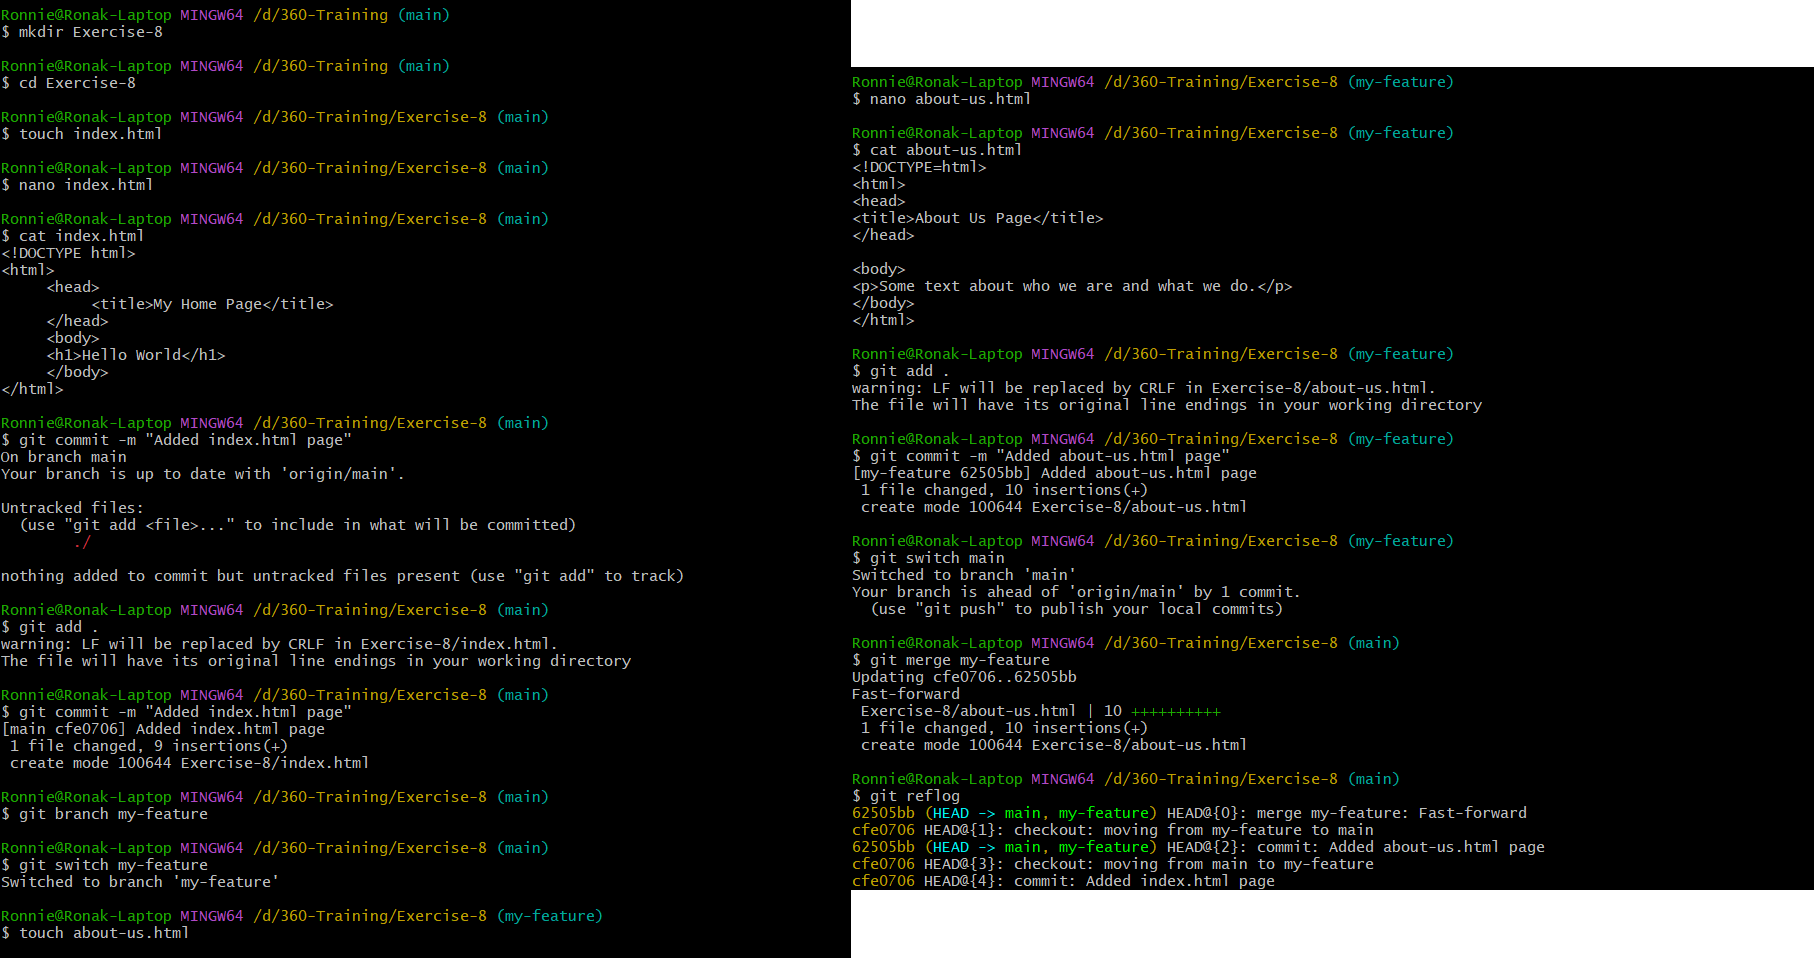 Ronnie@Ronak-Laptop MINGW64 /d/360-Training (main)
$ mkdir Exercise-8

Ronnie@Ronak-Laptop MINGW64 /d/360-Training (main)
$ cd Exercise-8

Ronnie@Ronak-Laptop MINGW64 /d/360-Training/Exercise-8 (main)
$ touch index.html

Ronnie@Ronak-Laptop MINGW64 /d/360-Training/Exercise-8 (main)
$ nano index.html

Ronnie@Ronak-Laptop MINGW64 /d/360-Training/Exercise-8 (main)
$ cat index.html
<!DOCTYPE html>
<html>
     <head>
          <title>My Home Page</title>
     </head>
     <body>
     <h1>Hello World</h1>
     </body>
</html>

Ronnie@Ronak-Laptop MINGW64 /d/360-Training/Exercise-8 (main)
$ git commit -m "Added index.html page"
On branch main
Your branch is up to date with 'origin/main'.

Untracked files:
  (use "git add <file>..." to include in what will be committed)
        ./

nothing added to commit but untracked files present (use "git add" to track)

Ronnie@Ronak-Laptop MINGW64 /d/360-Training/Exercise-8 (main)
$ git add .
warning: LF will be replaced by CRLF in Exercise-8/index.html.
The file will have its original line endings in your working directory

Ronnie@Ronak-Laptop MINGW64 /d/360-Training/Exercise-8 (main)
$ git commit -m "Added index.html page"
[main cfe0706] Added index.html page
 1 file changed, 9 insertions(+)
 create mode 100644 Exercise-8/index.html

Ronnie@Ronak-Laptop MINGW64 /d/360-Training/Exercise-8 (main)
$ git branch my-feature

Ronnie@Ronak-Laptop MINGW64 /d/360-Training/Exercise-8 (main)
$ git switch my-feature
Switched to branch 'my-feature'

Ronnie@Ronak-Laptop MINGW64 /d/360-Training/Exercise-8 (my-feature)
$ touch about-us.html

Ronnie@Ronak-Laptop MINGW64 /d/360-Training/Exercise-8 (my-feature)
$ nano about-us.html

Ronnie@Ronak-Laptop MINGW64 /d/360-Training/Exercise-8 (my-feature)
$ cat about-us.html
<!DOCTYPE=html>
<html>
<head>
<title>About Us Page</title>
</head>

<body>
<p>Some text about who we are and what we do.</p>
</body>
</html>

Ronnie@Ronak-Laptop MINGW64 /d/360-Training/Exercise-8 (my-feature)
$ git add .
warning: LF will be replaced by CRLF in Exercise-8/about-us.html.
The file will have its original line endings in your working directory

Ronnie@Ronak-Laptop MINGW64 /d/360-Training/Exercise-8 (my-feature)
$ git commit -m "Added about-us.html page"
[my-feature 62505bb] Added about-us.html page
 1 file changed, 10 insertions(+)
 create mode 100644 Exercise-8/about-us.html

Ronnie@Ronak-Laptop MINGW64 /d/360-Training/Exercise-8 (my-feature)
$ git switch main
Switched to branch 'main'
Your branch is ahead of 'origin/main' by 1 commit.
  (use "git push" to publish your local commits)

Ronnie@Ronak-Laptop MINGW64 /d/360-Training/Exercise-8 (main)
$ git merge my-feature
Updating cfe0706..62505bb
Fast-forward
 Exercise-8/about-us.html | 10 ++++++++++
 1 file changed, 10 insertions(+)
 create mode 100644 Exercise-8/about-us.html

Ronnie@Ronak-Laptop MINGW64 /d/360-Training/Exercise-8 (main)
$ git reflog
62505bb (HEAD -> main, my-feature) HEAD@{0}: merge my-feature: Fast-forward
cfe0706 HEAD@{1}: checkout: moving from my-feature to main
62505bb (HEAD -> main, my-feature) HEAD@{2}: commit: Added about-us.html page
cfe0706 HEAD@{3}: checkout: moving from main to my-feature
cfe0706 HEAD@{4}: commit: Added index.html page